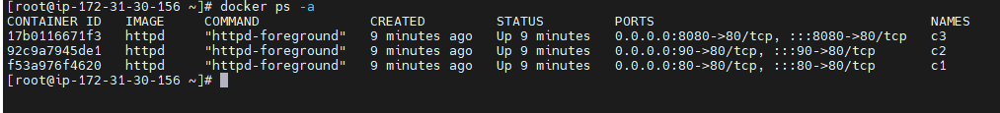 [root@ip-172-31-30-156 ~]# docker ps -a
CONTAINER ID   IMAGE   COMMAND              CREATED         STATUS         PORTS                                     NAMES
17b0116671f3   httpd   "httpd-foreground"   9 minutes ago   Up 9 minutes   0.0.0.0:8080->80/tcp, :::8080->80/tcp   c3
92c9a7945de1   httpd   "httpd-foreground"   9 minutes ago   Up 9 minutes   0.0.0.0:90->80/tcp, :::90->80/tcp       c2
f53a976f4620   httpd   "httpd-foreground"   9 minutes ago   Up 9 minutes   0.0.0.0:80->80/tcp, :::80->80/tcp       c1
[root@ip-172-31-30-156 ~]#